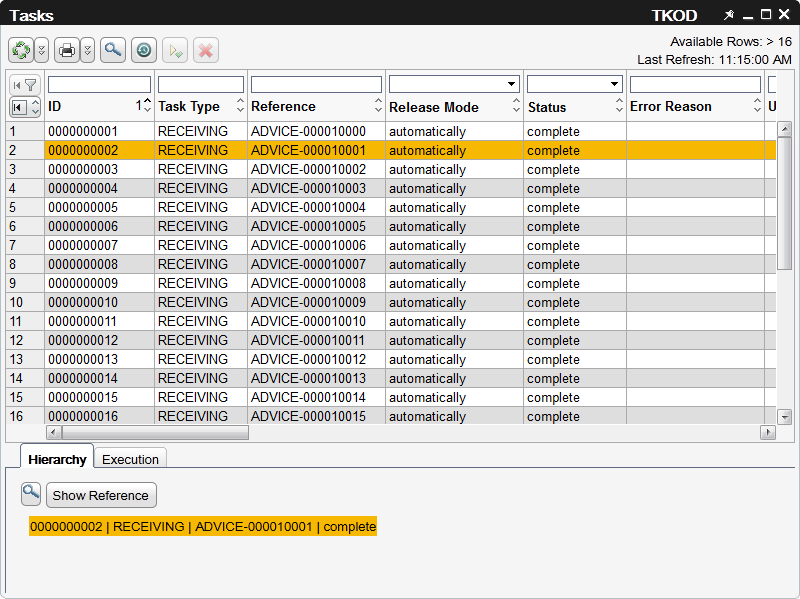 Tasks TKOD
Available Rows: > 16
Last Refresh: 11:15:00 AM
ID 1 Task Type Reference Release Mode Status Error Reason U
1 0000000001 RECEIVING ADVICE-000010000 automatically complete
2 0000000002 RECEIVING ADVICE-000010001 automatically complete
3 0000000003 RECEIVING ADVICE-000010002 automatically complete
4 0000000004 RECEIVING ADVICE-000010003 automatically complete
5 0000000005 RECEIVING ADVICE-000010004 automatically complete
6 0000000006 RECEIVING ADVICE-000010005 automatically complete
7 0000000007 RECEIVING ADVICE-000010006 automatically complete
8 0000000008 RECEIVING ADVICE-000010007 automatically complete
9 0000000009 RECEIVING ADVICE-000010008 automatically complete
10 0000000010 RECEIVING ADVICE-000010009 automatically complete
11 0000000011 RECEIVING ADVICE-000010010 automatically complete
12 0000000012 RECEIVING ADVICE-000010011 automatically complete
13 0000000013 RECEIVING ADVICE-000010012 automatically complete
14 0000000014 RECEIVING ADVICE-000010013 automatically complete
15 0000000015 RECEIVING ADVICE-000010014 automatically complete
16 0000000016 RECEIVING ADVICE-000010015 automatically complete
Hierarchy Execution
Show Reference
0000000002 | RECEIVING | ADVICE-000010001 | complete